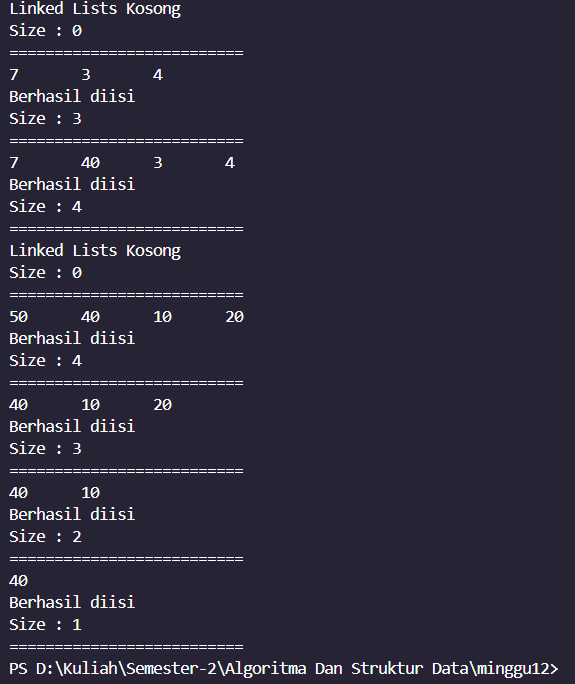 Linked Lists Kosong
Size : 0
==========================
7 3 4
Berhasil diisi
Size : 3
==========================
7 40 3 4
Berhasil diisi
Size : 4
==========================
Linked Lists Kosong
Size : 0
==========================
50 40 10 20
Berhasil diisi
Size : 4
==========================
40 10 20
Berhasil diisi
Size : 3
==========================
40 10
Berhasil diisi
Size : 2
==========================
40
Berhasil diisi
Size : 1
==========================
PS D:\Kuliah\Semester-2\Algoritma Dan Struktur Data\minggu12>